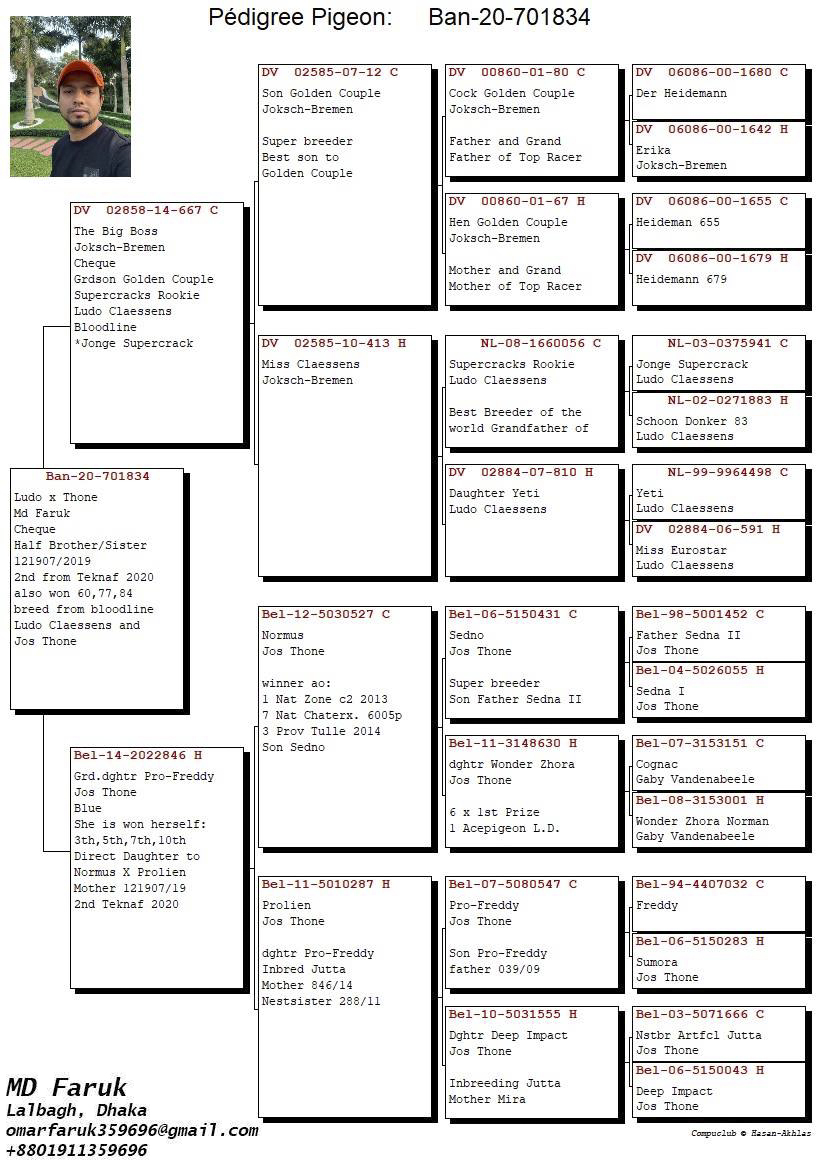 Pédigree Pigeon: Ban-20-701834
Ban-20-701834
Ludo x Thone
Md Faruk
Cheque
Half Brother/Sister
121907/2019
2nd from Teknaf 2020
also won 60,77,84
breed from bloodline
Ludo Claessens and
Jos Thone
DV 02858-14-667 C
The Big Boss
Joksch-Bremen
Cheque
Grdson Golden Couple
Supercracks Rookie
Ludo Claessens
Bloodline
*Jonge Supercrack
Bel-14-2022846 H
Grd.dghtr Pro-Freddy
Jos Thone
Blue
She is won herself:
3th,5th,7th,10th
Direct Daughter to
Normus X Prolien
Mother 121907/19
2nd Teknaf 2020
DV 02585-07-12 C
Son Golden Couple
Joksch-Bremen
Super breeder
Best son to
Golden Couple
DV 02585-10-413 H
Miss Claessens
Joksch-Bremen
Bel-12-5030527 C
Normus
Jos Thone
winner ao:
1 Nat Zone c2 2013
7 Nat Chaterx. 6005p
3 Prov Tulle 2014
Son Sedno
Bel-11-5010287 H
Prolien
Jos Thone
dghtr Pro-Freddy
Inbred Jutta
Mother 846/14
Nestsister 288/11
DV 00860-01-80 C
Cock Golden Couple
Joksch-Bremen
Father and Grand
Father of Top Racer
DV 00860-01-67 H
Hen Golden Couple
Joksch-Bremen
Mother and Grand
Mother of Top Racer
NL-08-1660056 C
Supercracks Rookie
Ludo Claessens
Best Breeder of the
world Grandfather of
DV 02884-07-810 H
Daughter Yeti
Ludo Claessens
Bel-06-5150431 C
Sedno
Jos Thone
Super breeder
Son Father Sedna II
Bel-11-3148630 H
dghtr Wonder Zhora
Jos Thone
6 x 1st Prize
1 Acepigeon L.D.
Bel-07-5080547 C
Pro-Freddy
Jos Thone
Son Pro-Freddy
father 039/09
Bel-10-5031555 H
Dghtr Deep Impact
Jos Thone
Inbreeding Jutta
Mother Mira
DV 06086-00-1680 C
Der Heidemann
DV 06086-00-1642 H
Erika
Joksch-Bremen
DV 06086-00-1655 C
Heideman 655
DV 06086-00-1679 H
Heidemann 679
NL-03-0375941 C
Jonge Supercrack
Ludo Claessens
NL-02-0271883 H
Schoon Donker 83
Ludo Claessens
NL-99-9964498 C
Yeti
Ludo Claessens
DV 02884-06-591 H
Miss Eurostar
Ludo Claessens
Bel-98-5001452 C
Father Sedna II
Jos Thone
Bel-04-5026055 H
Sedna I
Jos Thone
Bel-07-3153151 C
Cognac
Gaby Vandenabeele
Bel-08-3153001 H
Wonder Zhora Norman
Gaby Vandenabeele
Bel-94-4407032 C
Freddy
Bel-06-5150283 H
Sumora
Jos Thone
Bel-03-5071666 C
Nstbr Artfcl Jutta
Jos Thone
Bel-06-5150043 H
Deep Impact
Jos Thone
MD Faruk
Lalbagh, Dhaka
omarfaruk359696@gmail.com
+8801911359696
Compuclub © Hasan-Akhlas